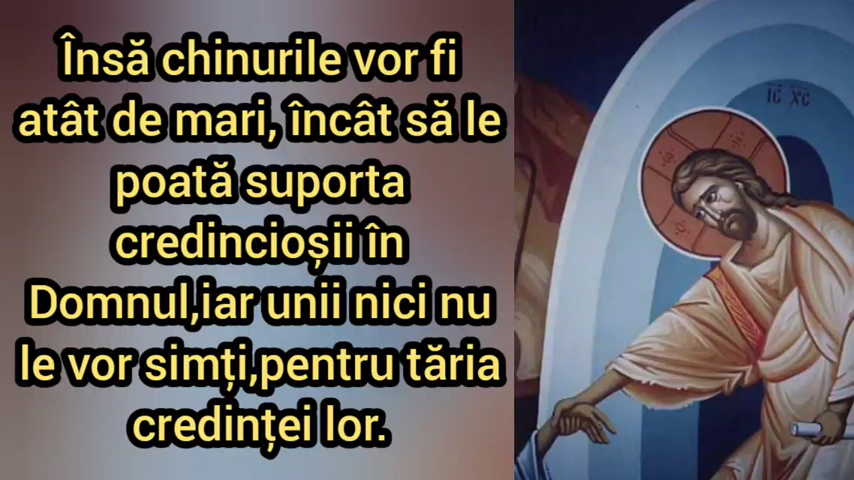 Însă chinurile vor fi
atât de mari, încât să le
poată suporta
credincioșii în
Domnul,iar unii nici nu
le vor simți,pentru tăria
credinței lor.
IC XC